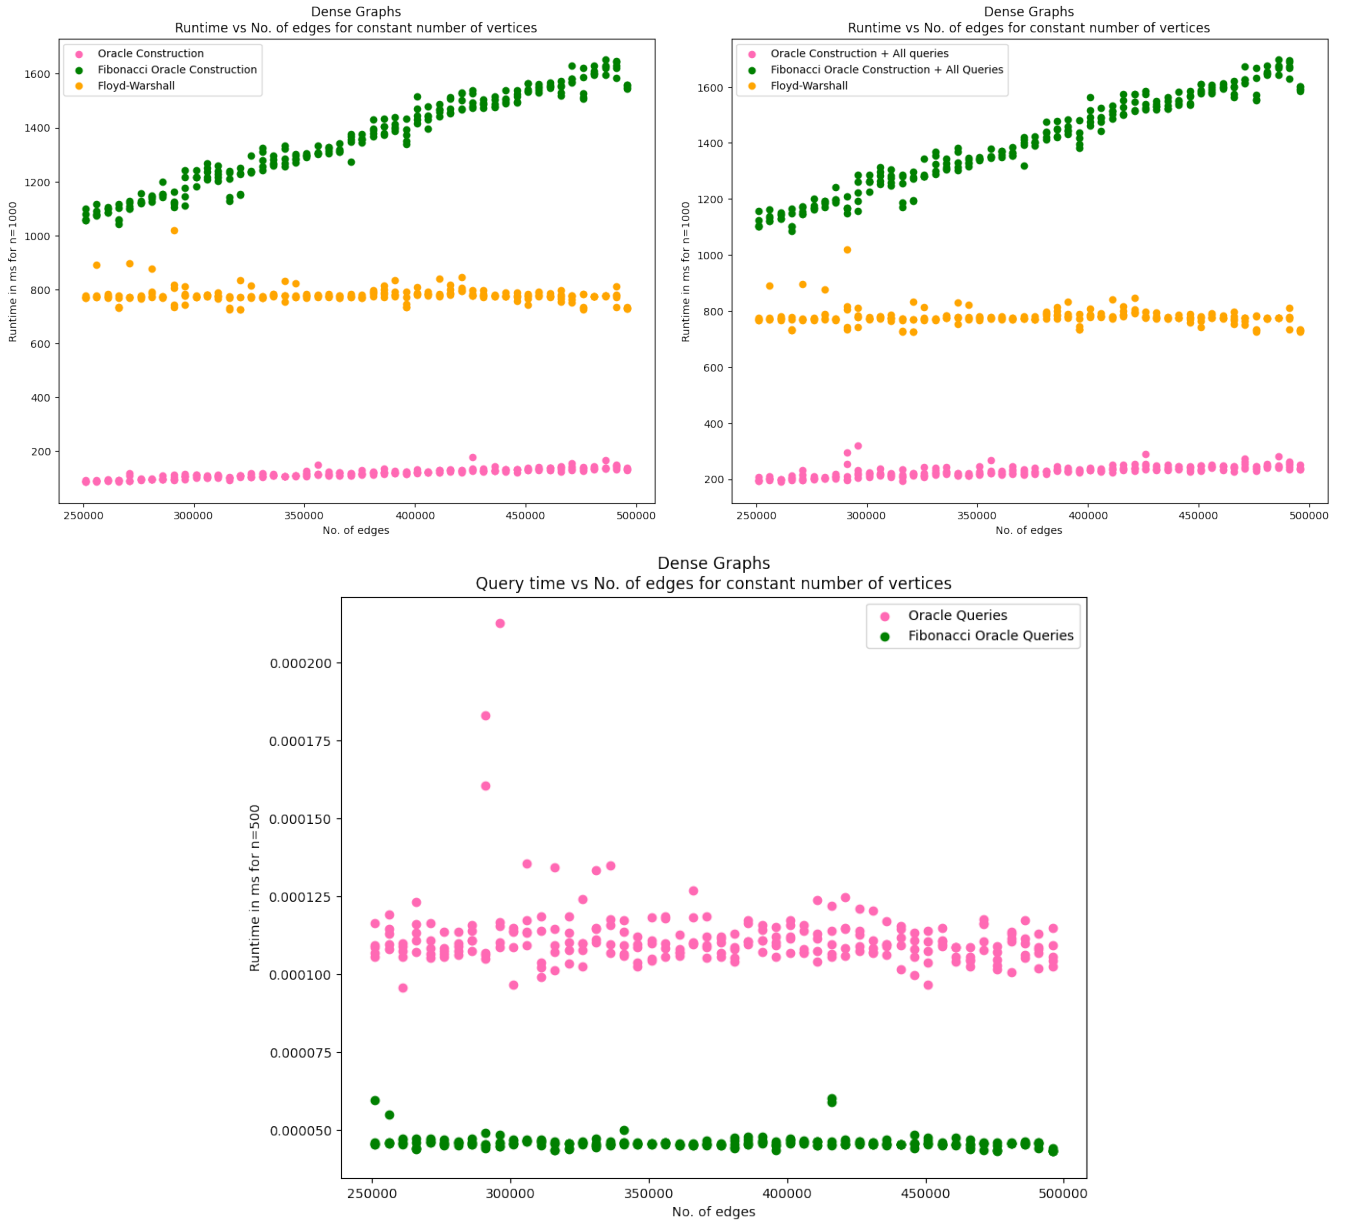 Dense Graphs
Runtime vs No. of edges for constant number of vertices
Oracle Construction
Fibonacci Oracle Construction
Floyd-Warshall
1600
1400
1200
1000
800
600
400
200
Runtime in ms for n=1000
250000 300000 350000 400000 450000 500000
No. of edges
Dense Graphs
Runtime vs No. of edges for constant number of vertices
Oracle Construction + All queries
Fibonacci Oracle Construction + All Queries
Floyd-Warshall
1600
1400
1200
1000
800
600
400
200
Runtime in ms for n=1000
250000 300000 350000 400000 450000 500000
No. of edges
Dense Graphs
Query time vs No. of edges for constant number of vertices
Oracle Queries
Fibonacci Oracle Queries
0.000200
0.000175
0.000150
0.000125
0.000100
0.000075
0.000050
Runtime in ms for n=500
250000 300000 350000 400000 450000 500000
No. of edges